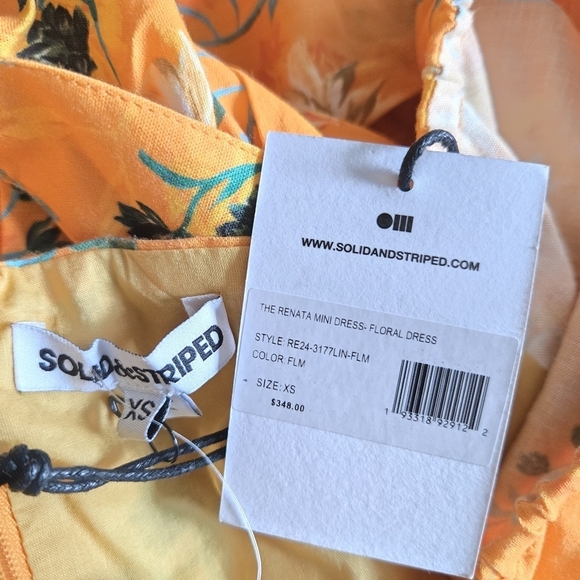 WWW.SOLIDANDSTRIPED.COM
THE RENATA MINI DRESS- FLORAL DRESS
STYLE: RE24-3177LIN-FLM
COLOR: FLM
SIZE: XS
$348.00
1 93318 92912 2
SOLID&STRIPED
XS